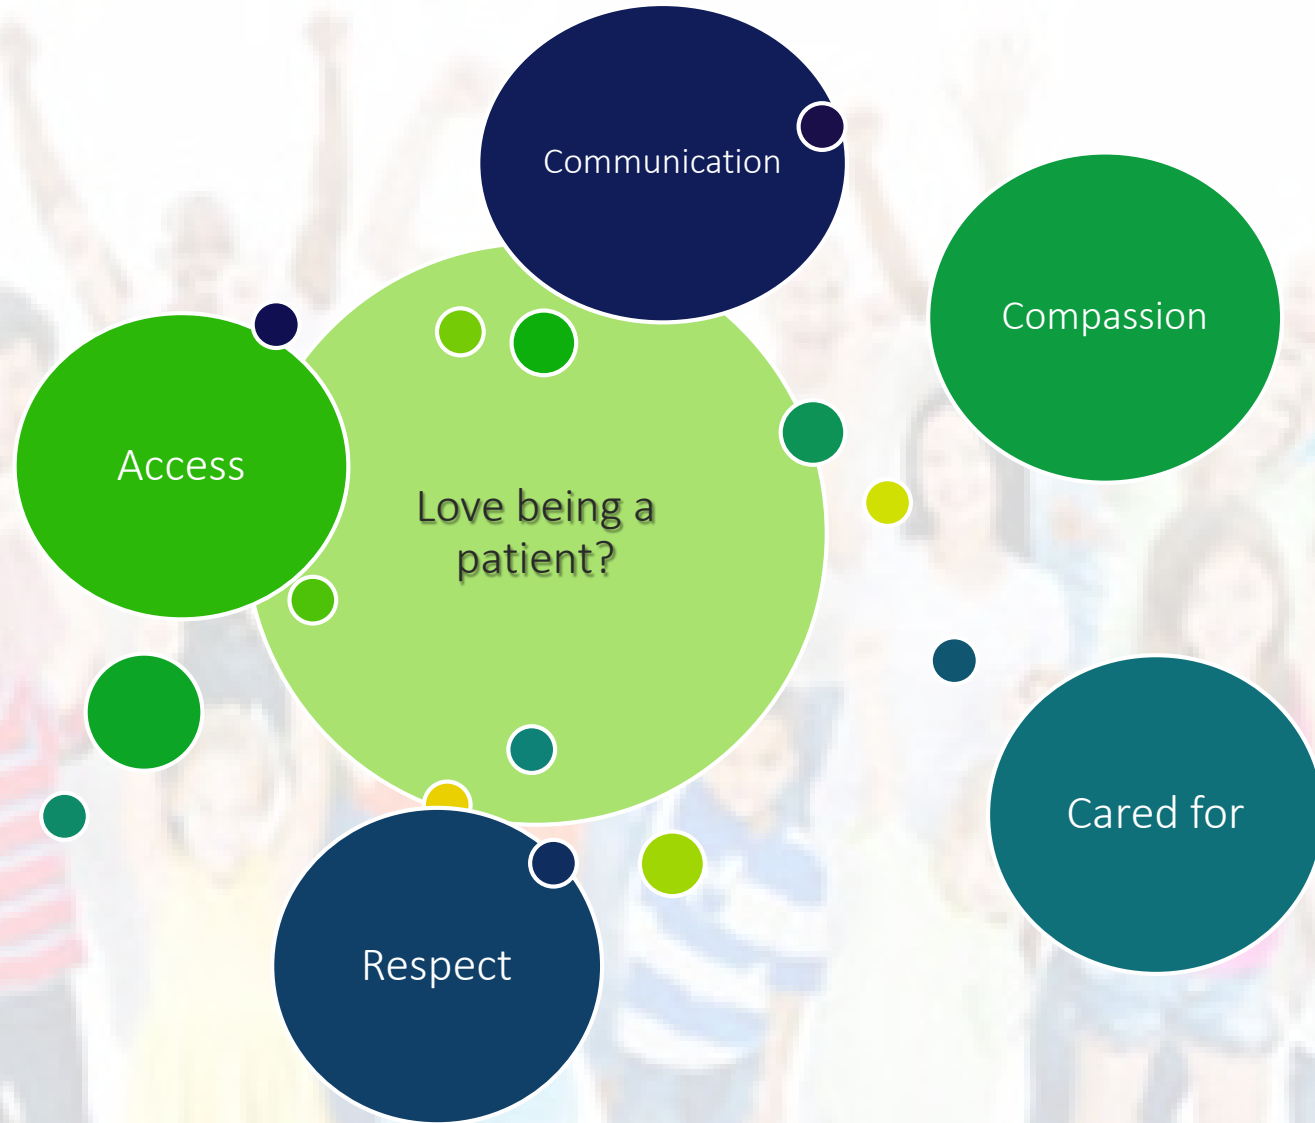 Communication
Compassion
Access
Love being a
patient?
Cared for
Respect